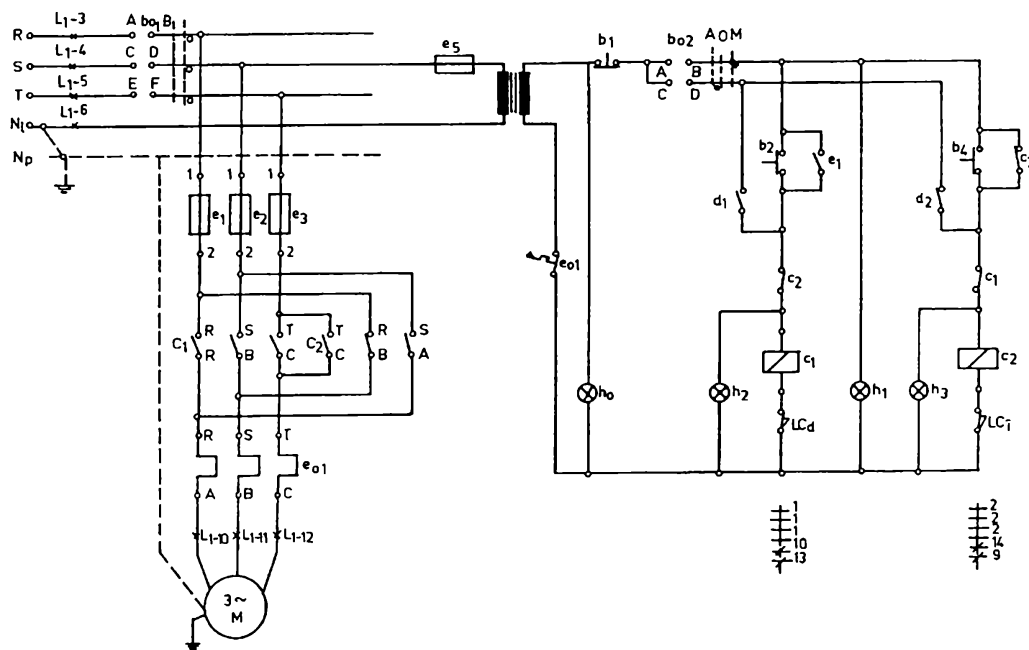 R L1-3 A bo1 B1
S L1-4 C D
T L1-5 E F
N1 L1-6
Np
e5
b1 bo2 A O M
A B
C D
1 1 1
e1 e2 e3
2 2 2
b2 e1 b4
d1 d2
eo1
c2 c1
C1 R S T C2 T R S
R B C C B A
c1 c2
ho h2 h1 h3
LCd LCi
R S T
eo1
A B C
L1-10 L1-11 L1-12
3~
M
1 2
1 2
1 2
10 14
13 9